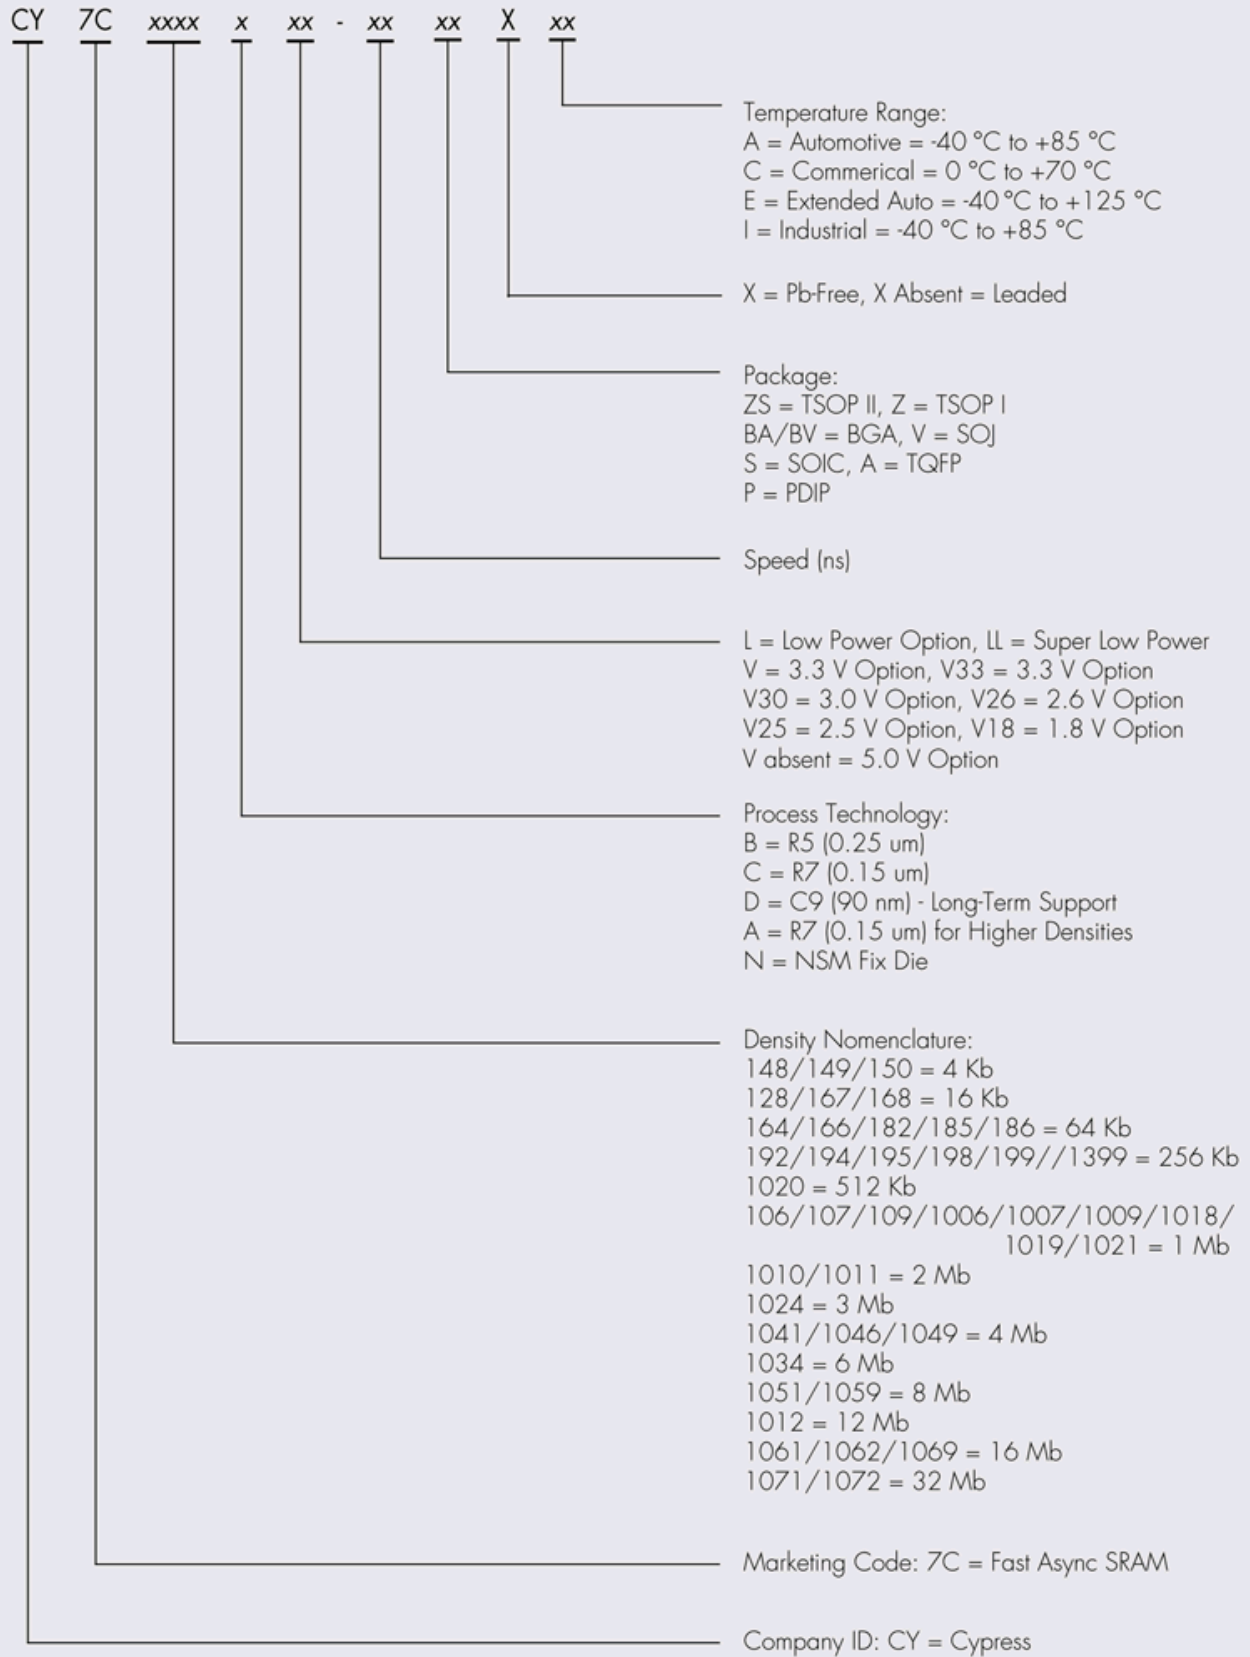 CY 7C xxxx x xx - xx xx X xx
Temperature Range:
A = Automotive = -40 °C to +85 °C
C = Commerical = 0 °C to +70 °C
E = Extended Auto = -40 °C to +125 °C
I = Industrial = -40 °C to +85 °C
X = Pb-Free, X Absent = Leaded
Package:
ZS = TSOP II, Z = TSOP I
BA/BV = BGA, V = SOJ
S = SOIC, A = TQFP
P = PDIP
Speed (ns)
L = Low Power Option, LL = Super Low Power
V = 3.3 V Option, V33 = 3.3 V Option
V30 = 3.0 V Option, V26 = 2.6 V Option
V25 = 2.5 V Option, V18 = 1.8 V Option
V absent = 5.0 V Option
Process Technology:
B = R5 (0.25 um)
C = R7 (0.15 um)
D = C9 (90 nm) - Long-Term Support
A = R7 (0.15 um) for Higher Densities
N = NSM Fix Die
Density Nomenclature:
148/149/150 = 4 Kb
128/167/168 = 16 Kb
164/166/182/185/186 = 64 Kb
192/194/195/198/199//1399 = 256 Kb
1020 = 512 Kb
106/107/109/1006/1007/1009/1018/
1019/1021 = 1 Mb
1010/1011 = 2 Mb
1024 = 3 Mb
1041/1046/1049 = 4 Mb
1034 = 6 Mb
1051/1059 = 8 Mb
1012 = 12 Mb
1061/1062/1069 = 16 Mb
1071/1072 = 32 Mb
Marketing Code: 7C = Fast Async SRAM
Company ID: CY = Cypress